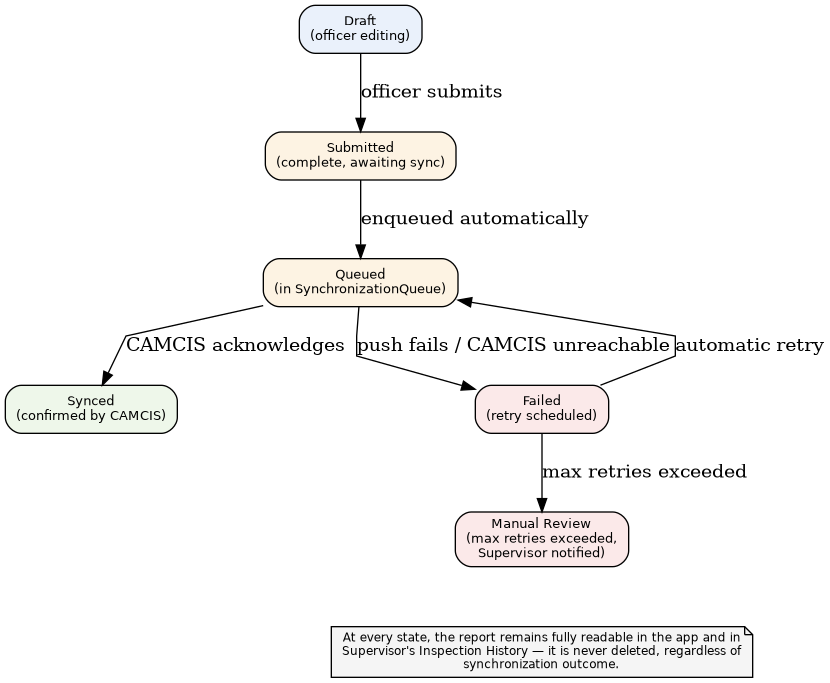 Draft
(officer editing)
officer submits
Submitted
(complete, awaiting sync)
enqueued automatically
Queued
(in SynchronizationQueue)
CAMCIS acknowledges
push fails / CAMCIS unreachable
automatic retry
Synced
(confirmed by CAMCIS)
Failed
(retry scheduled)
max retries exceeded
Manual Review
(max retries exceeded,
Supervisor notified)
At every state, the report remains fully readable in the app and in
Supervisor's Inspection History — it is never deleted, regardless of
synchronization outcome.